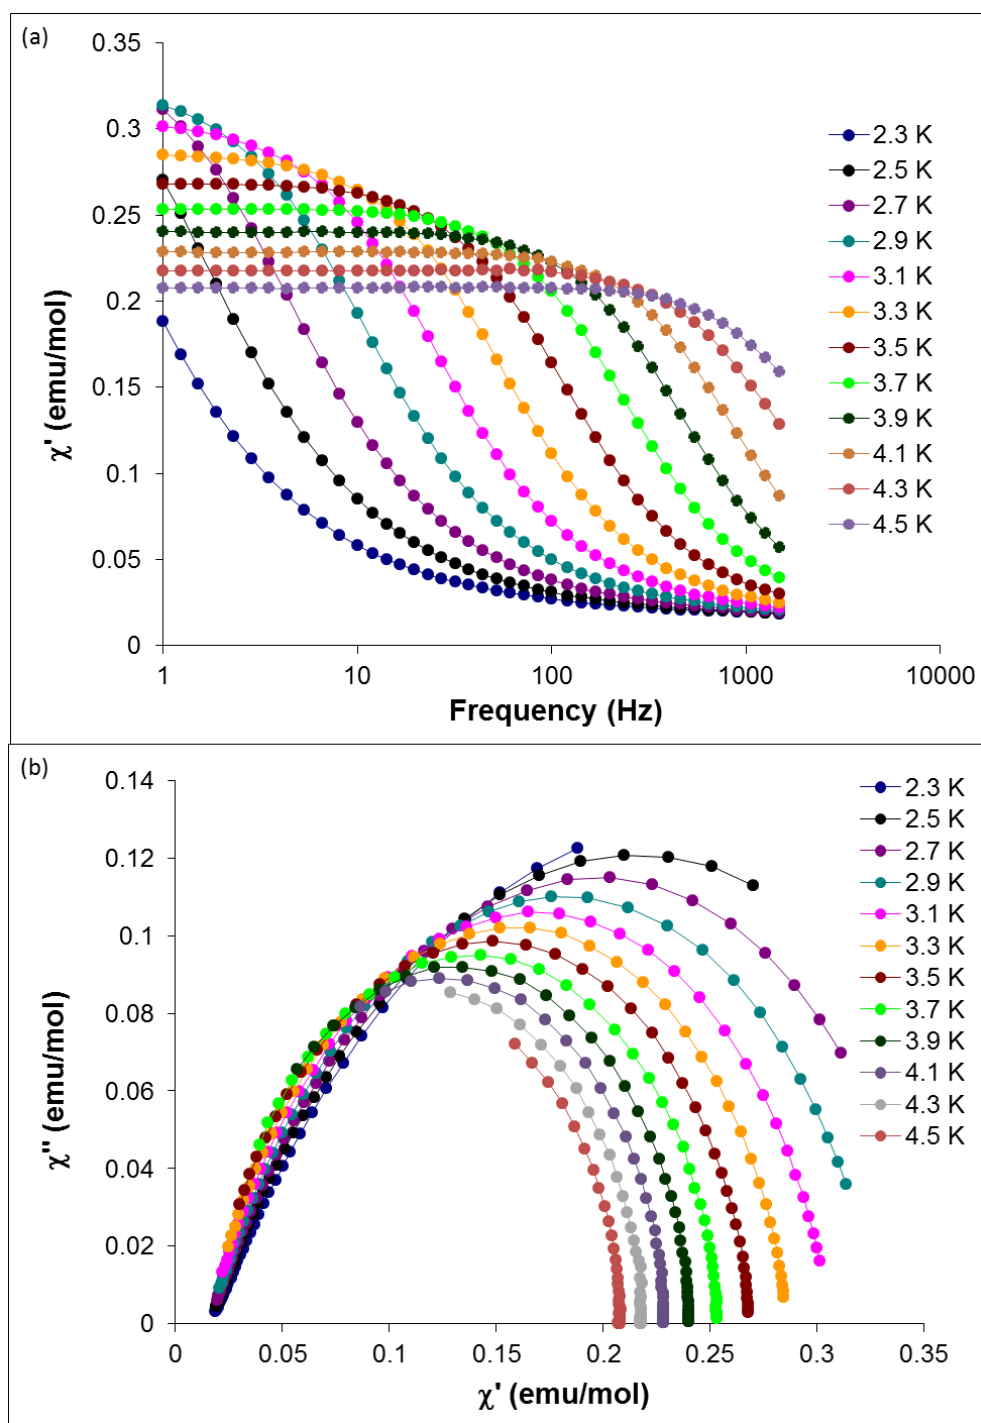 (a)
0.35
0.3
0.25
0.2
0.15
0.1
0.05
0
χ' (emu/mol)
1
10
100
1000
10000
Frequency (Hz)
2.3 K
2.5 K
2.7 K
2.9 K
3.1 K
3.3 K
3.5 K
3.7 K
3.9 K
4.1 K
4.3 K
4.5 K
(b)
0.14
0.12
0.1
0.08
0.06
0.04
0.02
0
χ'' (emu/mol)
0
0.05
0.1
0.15
0.2
0.25
0.3
0.35
χ' (emu/mol)
2.3 K
2.5 K
2.7 K
2.9 K
3.1 K
3.3 K
3.5 K
3.7 K
3.9 K
4.1 K
4.3 K
4.5 K